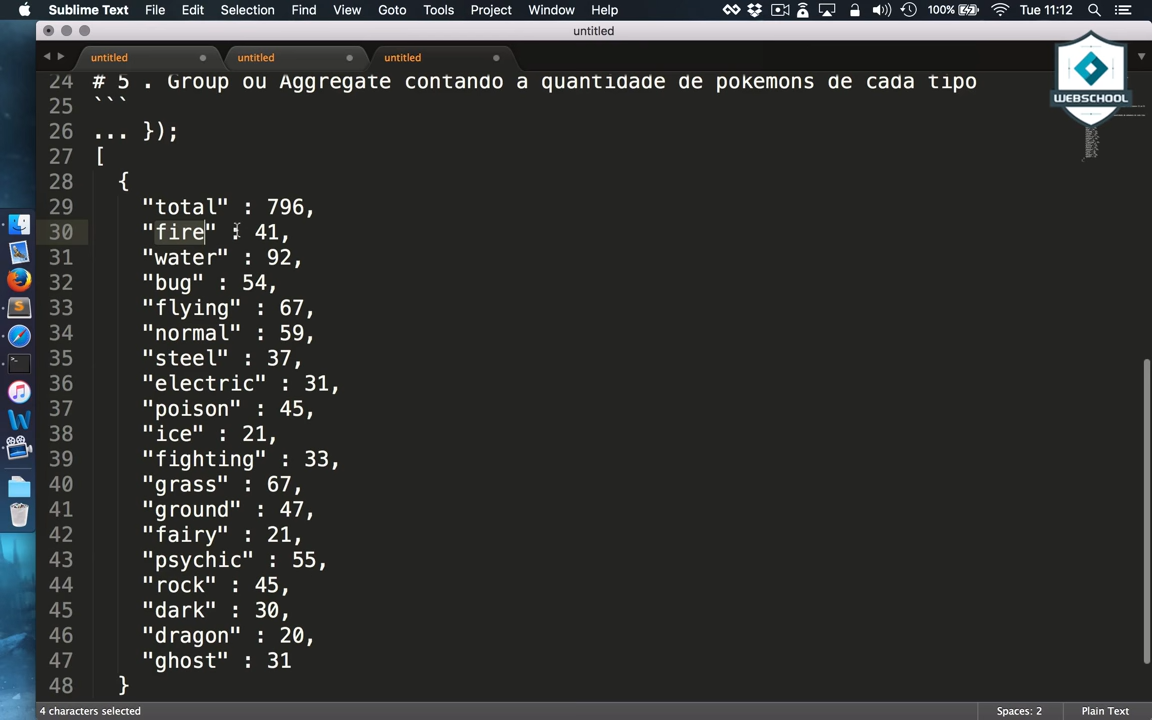 Sublime Text File Edit Selection Find View Goto Tools Project Window Help 100% Tue 11:12
untitled
untitled untitled untitled
WEBSCHOOL
24 # 5 . Group ou Aggregate contando a quantidade de pokemons de cada tipo
25 ```
26 ... });
27 [
28 {
29 "total" : 796,
30 "fire" : 41,
31 "water" : 92,
32 "bug" : 54,
33 "flying" : 67,
34 "normal" : 59,
35 "steel" : 37,
36 "electric" : 31,
37 "poison" : 45,
38 "ice" : 21,
39 "fighting" : 33,
40 "grass" : 67,
41 "ground" : 47,
42 "fairy" : 21,
43 "psychic" : 55,
44 "rock" : 45,
45 "dark" : 30,
46 "dragon" : 20,
47 "ghost" : 31
48 }
4 characters selected Spaces: 2 Plain Text